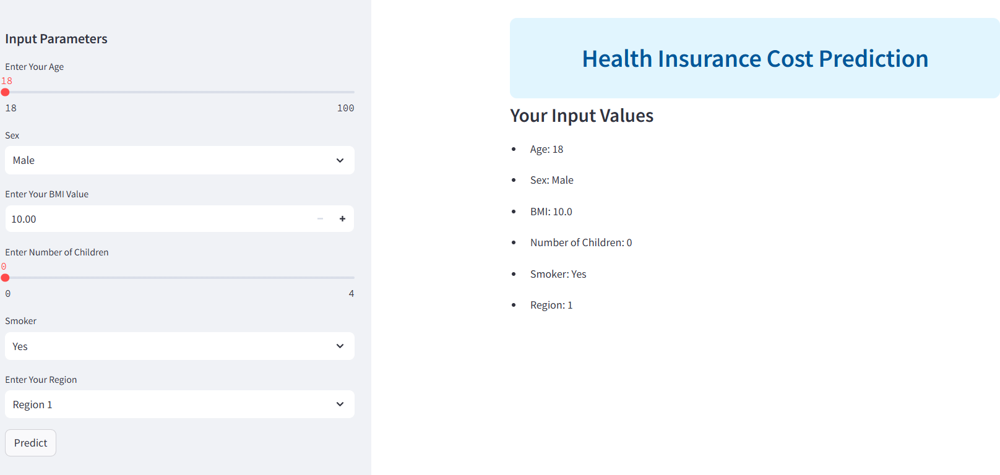 Input Parameters
Enter Your Age
18
18 100
Sex
Male
Enter Your BMI Value
10.00
Enter Number of Children
0
0 4
Smoker
Yes
Enter Your Region
Region 1
Predict
Health Insurance Cost Prediction
Your Input Values
Age: 18
Sex: Male
BMI: 10.0
Number of Children: 0
Smoker: Yes
Region: 1